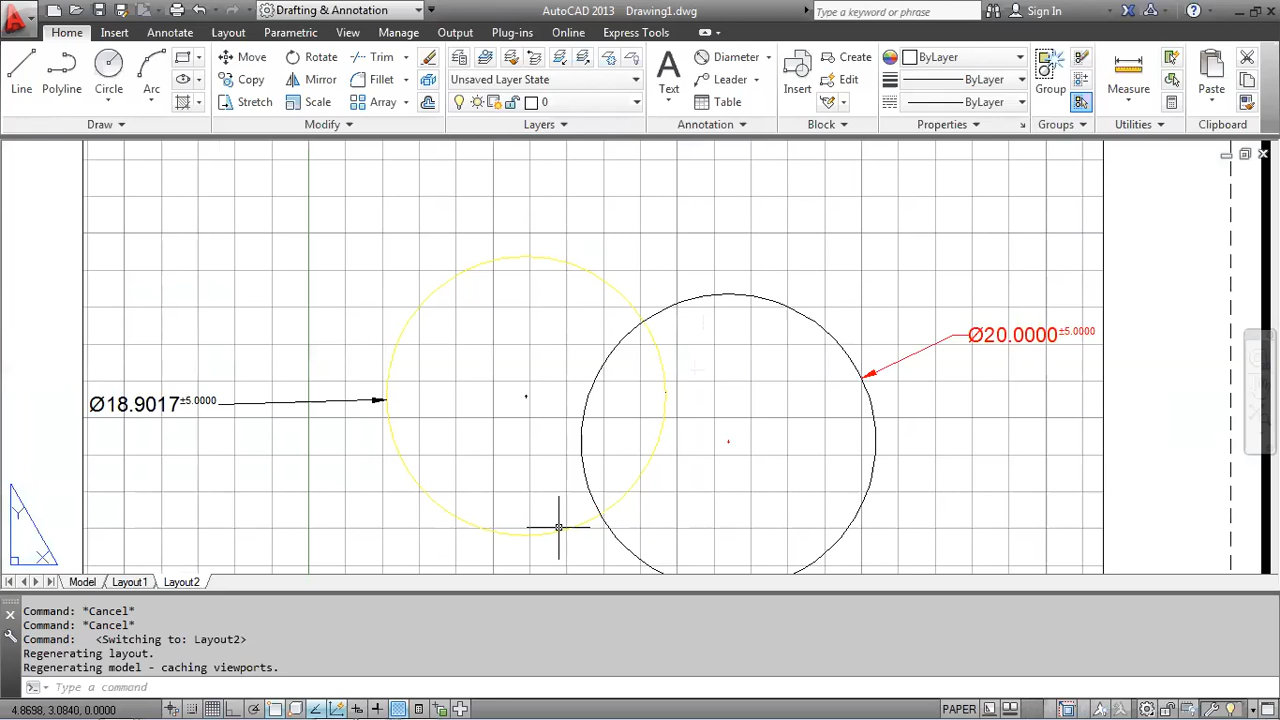 Drafting & Annotation
AutoCAD 2013 Drawing1.dwg
Type a keyword or phrase
Sign In
Home Insert Annotate Layout Parametric View Manage Output Plug-ins Online Express Tools
Line
Polyline
Circle
Arc
Draw
Move
Rotate
Trim
Copy
Mirror
Fillet
Stretch
Scale
Array
Modify
Unsaved Layer State
0
Layers
Text
Diameter
Leader
Table
Annotation
Insert
Create
Edit
Block
ByLayer
ByLayer
ByLayer
Properties
Group
Groups
Measure
Utilities
Paste
Clipboard
Ø20.0000±5.0000
Ø18.9017±5.0000
Y
X
Model Layout1 Layout2
Command: *Cancel*
Command: *Cancel*
Command: <Switching to: Layout2>
Regenerating layout.
Regenerating model - caching viewports.
Type a command
4.8698, 3.0840, 0.0000
PAPER